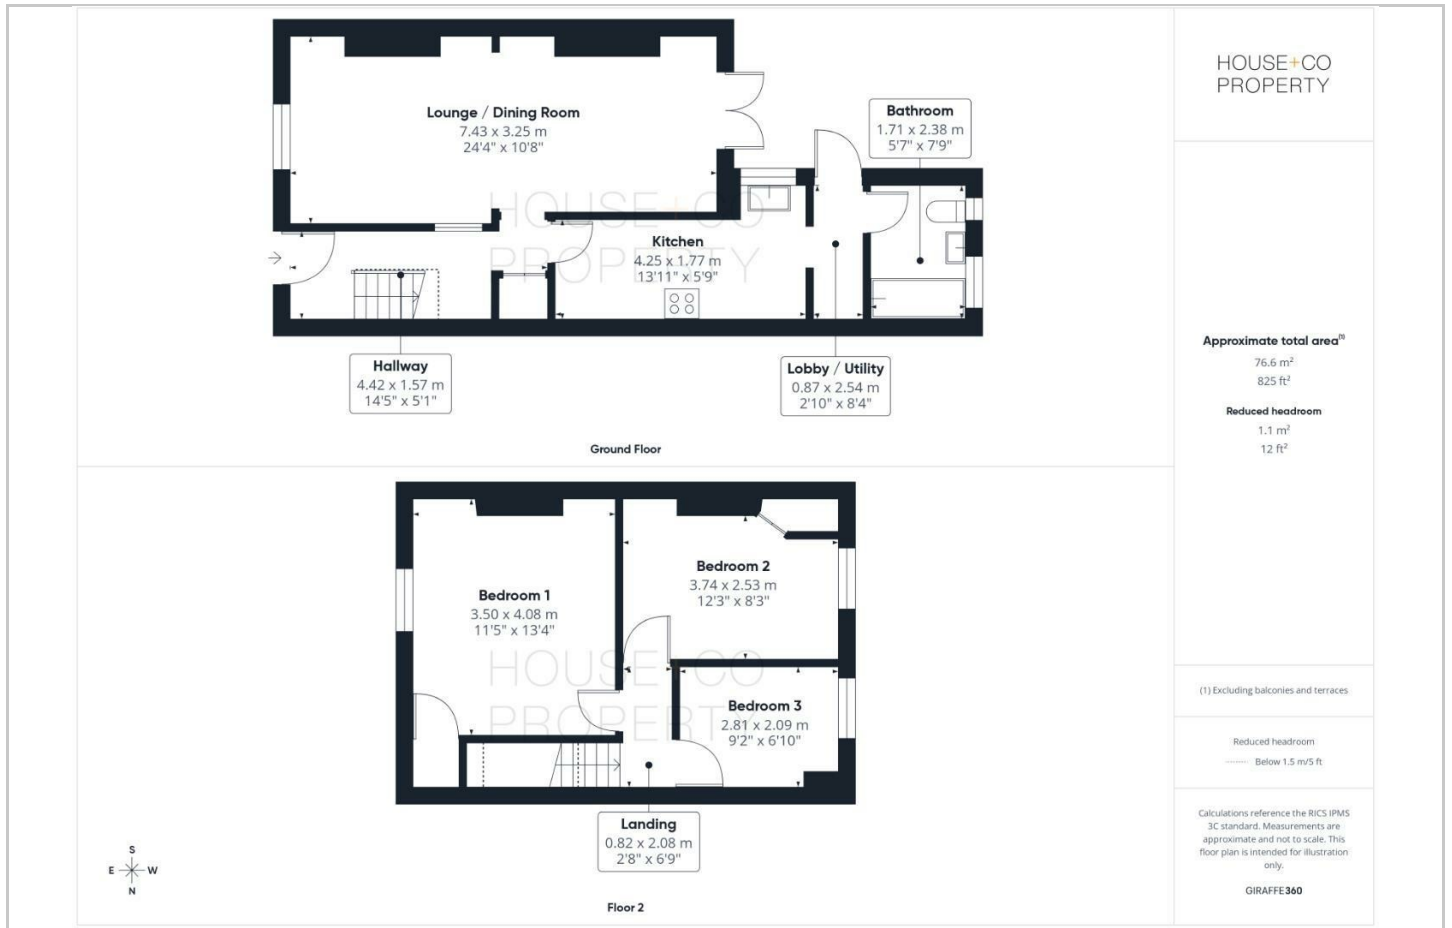 HOUSE+CO
PROPERTY
Lounge / Dining Room
7.43 x 3.25 m
24'4" x 10'8"
Bathroom
1.71 x 2.38 m
5'7" x 7'9"
HOUSE+CO
PROPERTY
Kitchen
4.25 x 1.77 m
13'11" x 5'9"
Hallway
4.42 x 1.57 m
14'5" x 5'1"
Lobby / Utility
0.87 x 2.54 m
2'10" x 8'4"
Ground Floor
Approximate total area(1)
76.6 m²
825 ft²
Reduced headroom
1.1 m²
12 ft²
Bedroom 1
3.50 x 4.08 m
11'5" x 13'4"
Bedroom 2
3.74 x 2.53 m
12'3" x 8'3"
HOUSE+CO
PROPERTY
Bedroom 3
2.81 x 2.09 m
9'2" x 6'10"
Landing
0.82 x 2.08 m
2'8" x 6'9"
S
E W
N
Floor 2
(1) Excluding balconies and terraces
Reduced headroom
........ Below 1.5 m/5 ft
Calculations reference the RICS IPMS
3C standard. Measurements are
approximate and not to scale. This
floor plan is intended for illustration
only.
GIRAFFE360